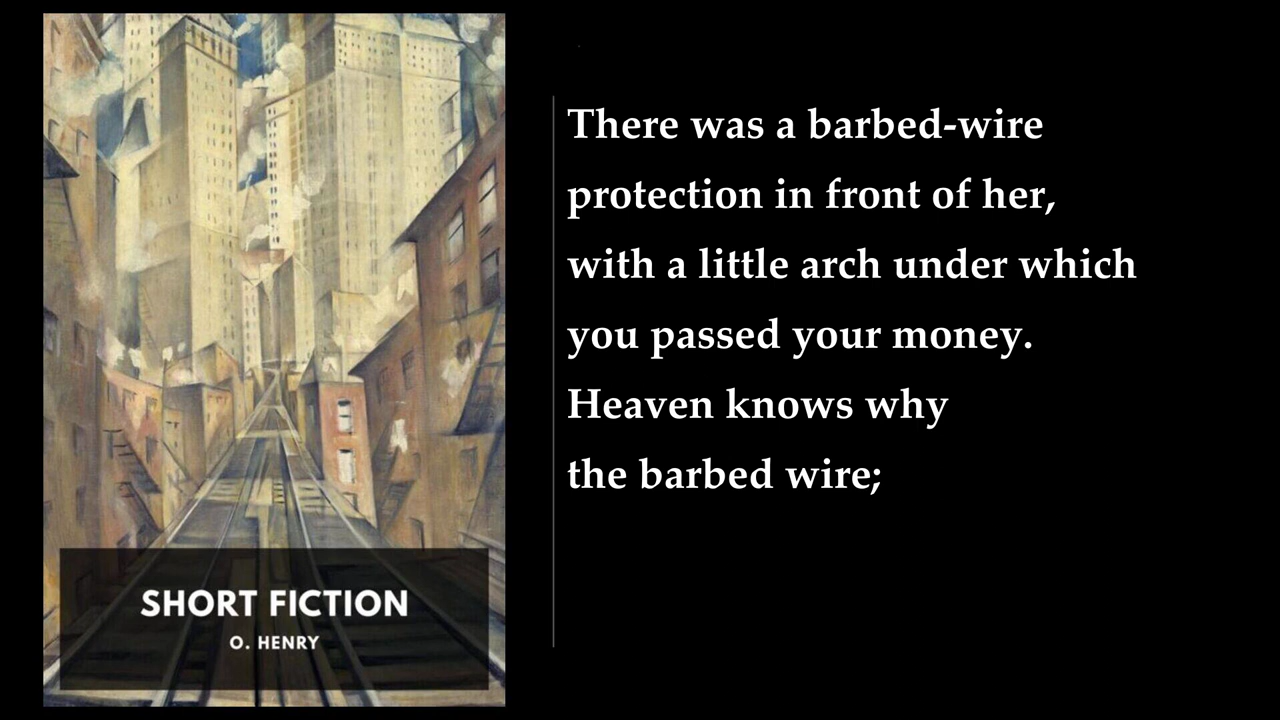 There was a barbed-wire
protection in front of her,
with a little arch under which
you passed your money.
Heaven knows why
the barbed wire;
SHORT FICTION
O. HENRY